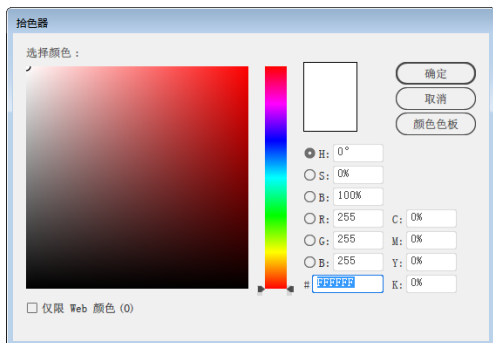 拾色器
选择颜色：
确定
取消
颜色色板
H: 0°
S: 0%
B: 100%
R: 255 C: 0%
G: 255 M: 0%
B: 255 Y: 0%
# FFFFFF K: 0%
仅限 Web 颜色 (O)